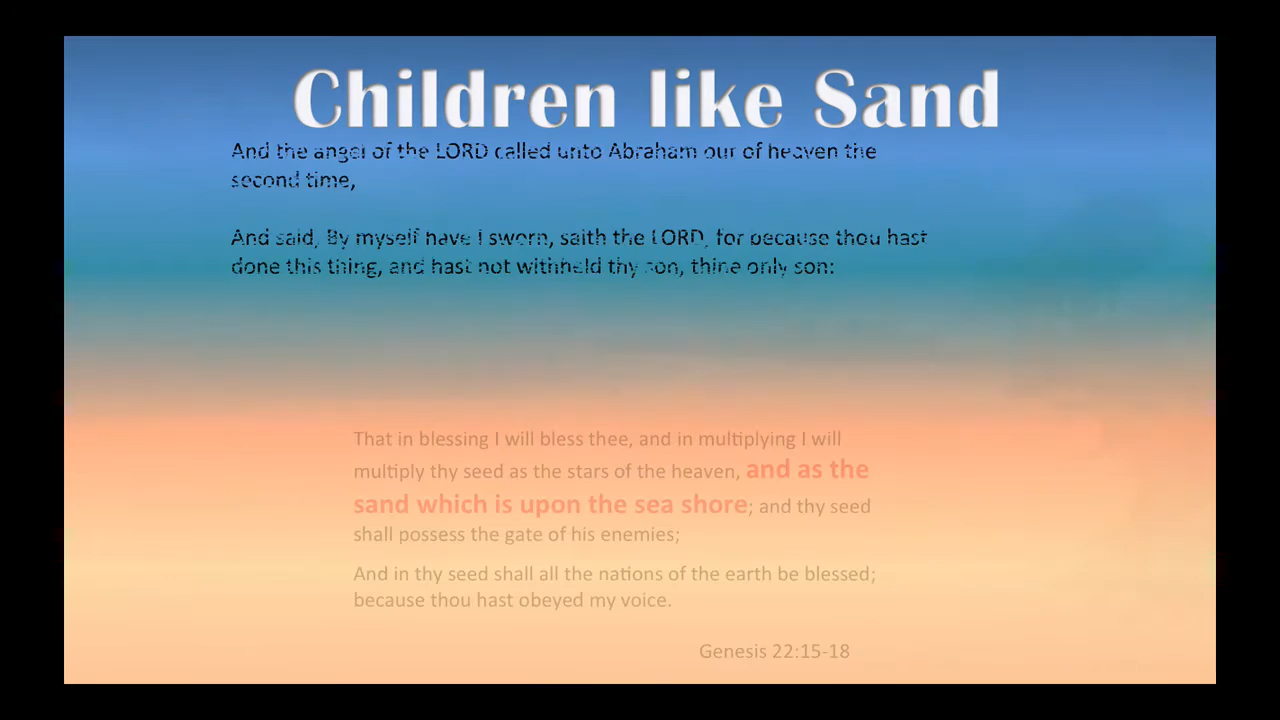 Children like Sand
And the angel of the LORD called unto Abraham our of heaven the
second time,
And said, By myself have I sworn, saith the LORD, for because thou hast
done this thing, and hast not withheld thy son, thine only son:
That in blessing I will bless thee, and in multiplying I will
multiply thy seed as the stars of the heaven, and as the
sand which is upon the sea shore; and thy seed
shall possess the gate of his enemies;
And in thy seed shall all the nations of the earth be blessed;
because thou hast obeyed my voice.
Genesis 22:15-18